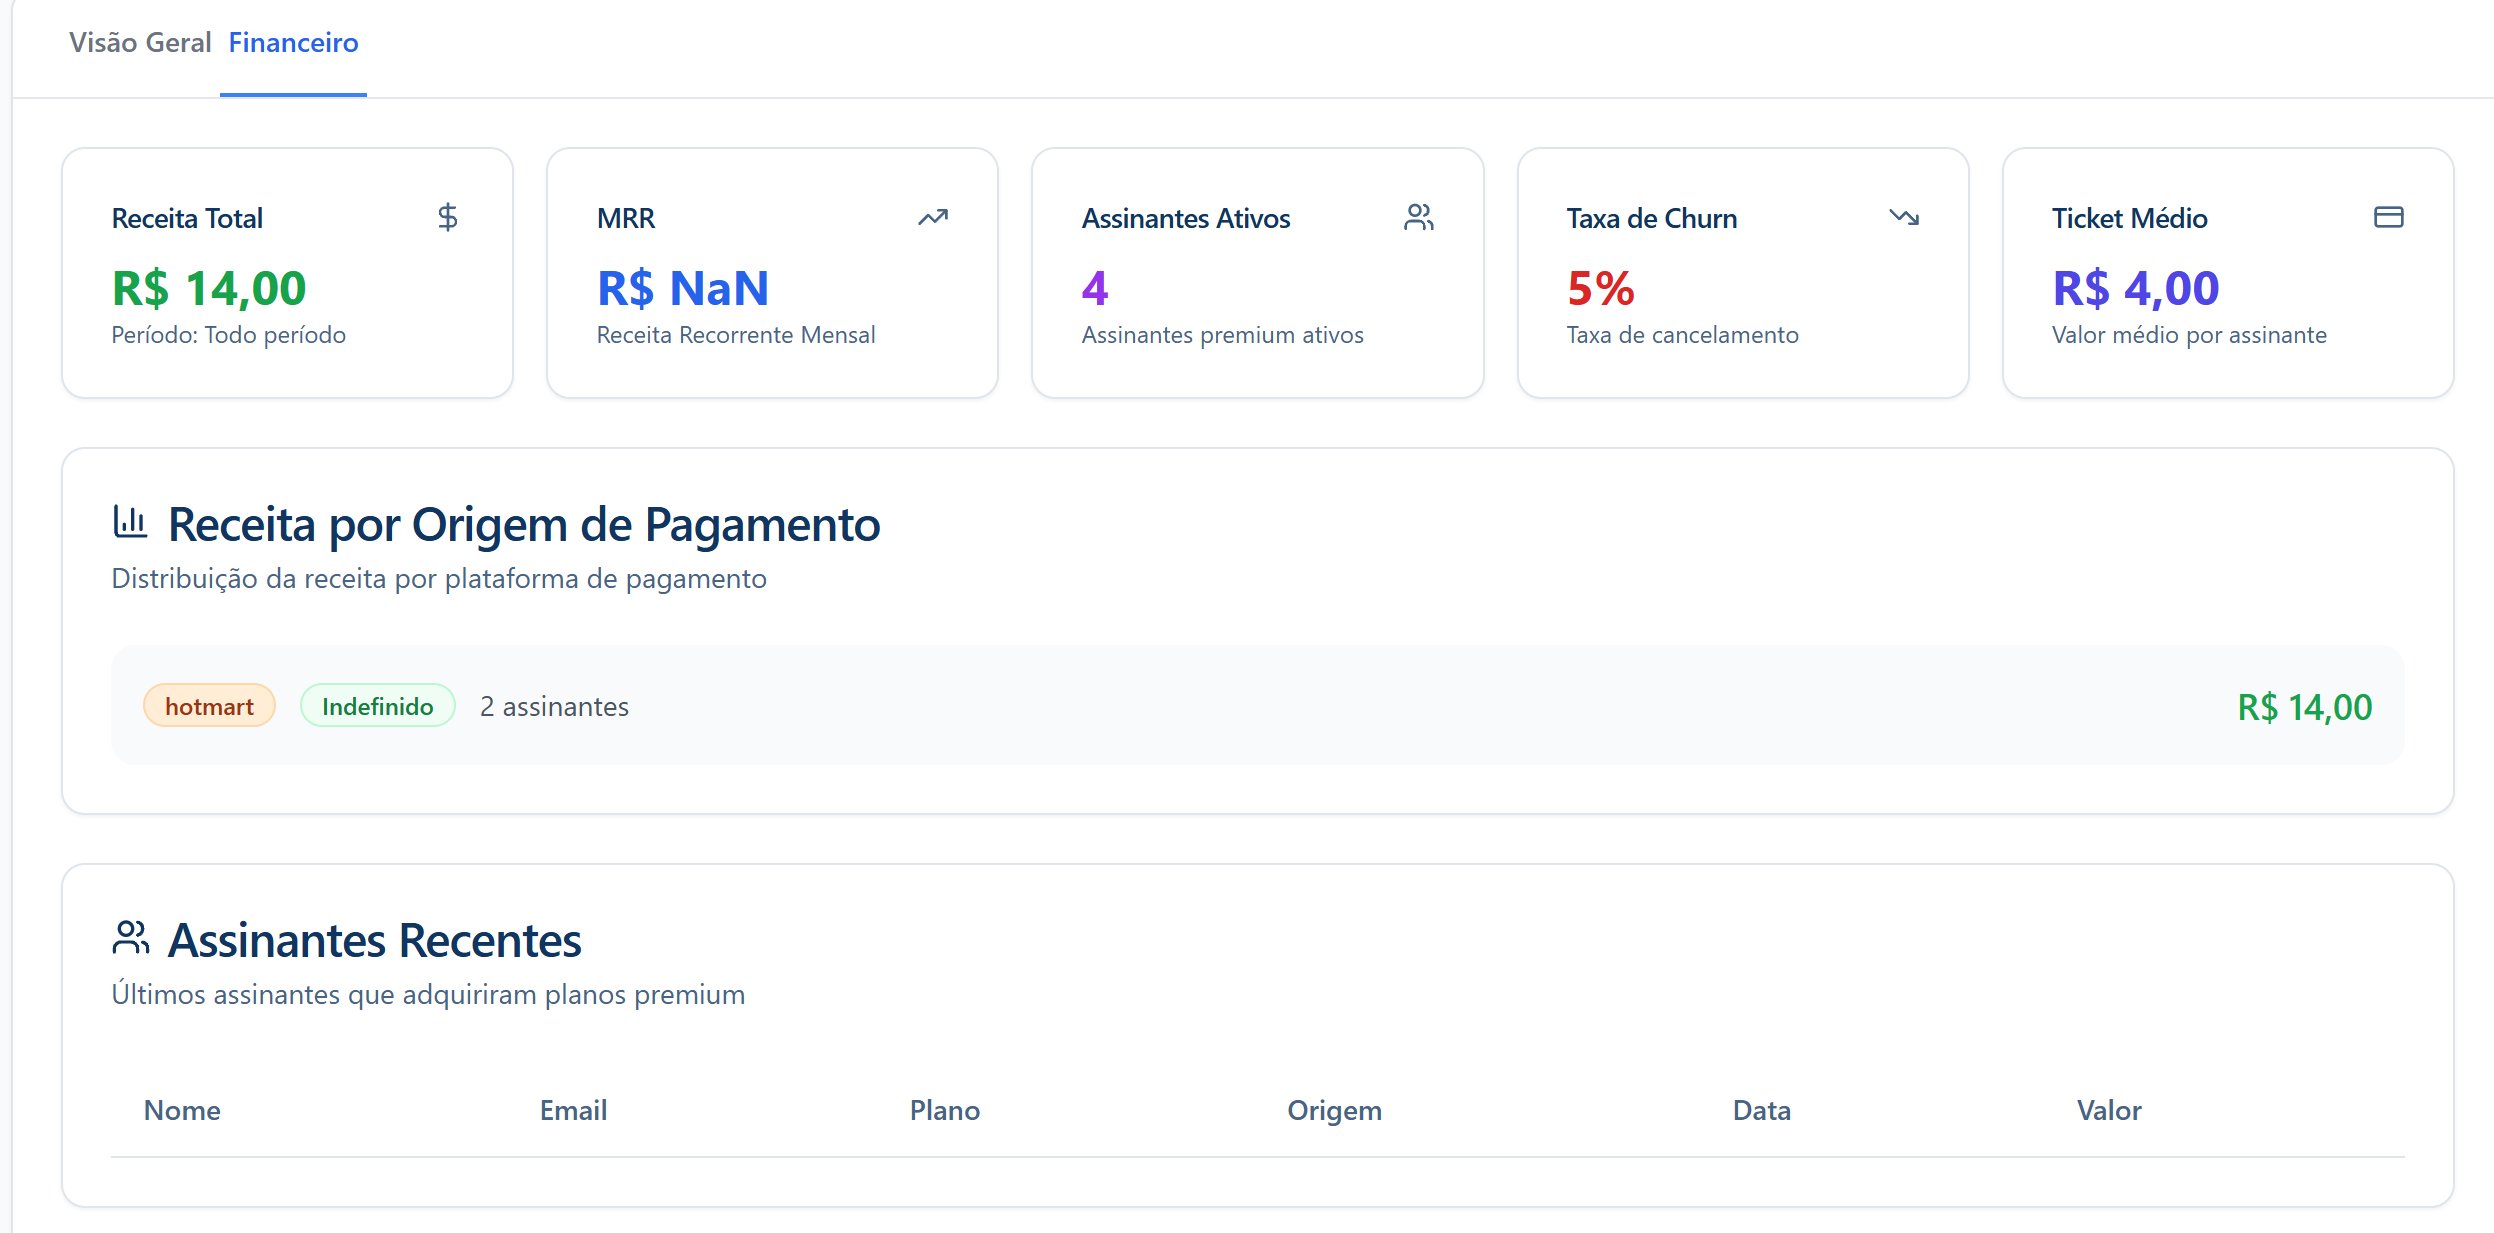 Visão Geral Financeiro
Receita Total
R$ 14,00
Período: Todo período
MRR
R$ NaN
Receita Recorrente Mensal
Assinantes Ativos
4
Assinantes premium ativos
Taxa de Churn
5%
Taxa de cancelamento
Ticket Médio
R$ 4,00
Valor médio por assinante
Receita por Origem de Pagamento
Distribuição da receita por plataforma de pagamento
hotmart Indefinido 2 assinantes R$ 14,00
Assinantes Recentes
Últimos assinantes que adquiriram planos premium
Nome Email Plano Origem Data Valor